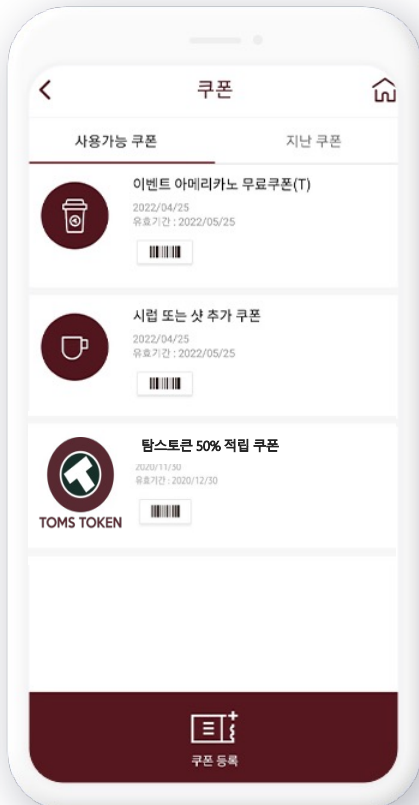 쿠폰
사용가능 쿠폰
지난 쿠폰
이벤트 아메리카노 무료쿠폰(T)
2022/04/25
유효기간 : 2022/05/25
시럽 또는 샷 추가 쿠폰
2022/04/25
유효기간 : 2022/05/25
탐스토큰 50% 적립 쿠폰
2020/11/30
유효기간 : 2020/12/30
TOMS TOKEN
쿠폰 등록